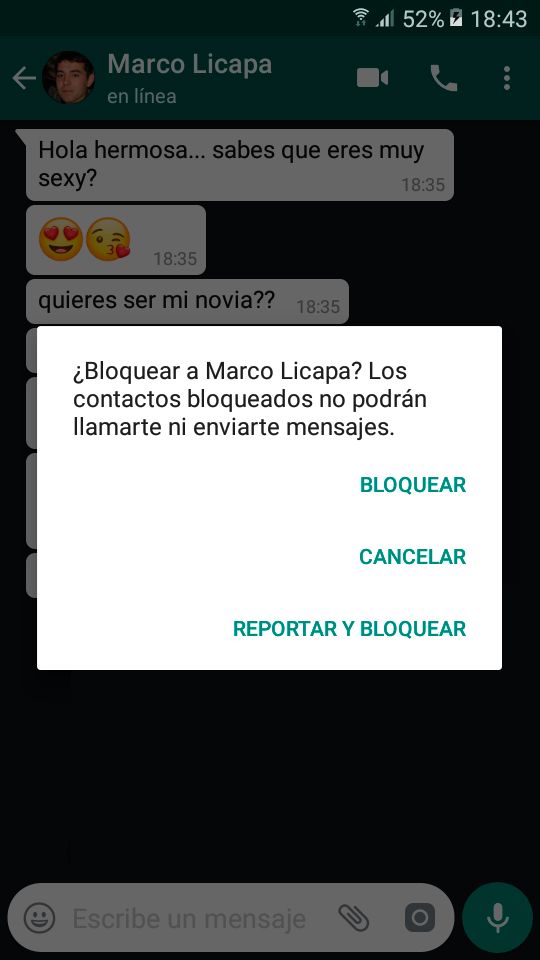 52% 18:43
Marco Licapa
en línea
Hola hermosa... sabes que eres muy
sexy?
18:35
18:35
quieres ser mi novia?? 18:35
¿Bloquear a Marco Licapa? Los
contactos bloqueados no podrán
llamarte ni enviarte mensajes.
BLOQUEAR
CANCELAR
REPORTAR Y BLOQUEAR
Escribe un mensaje